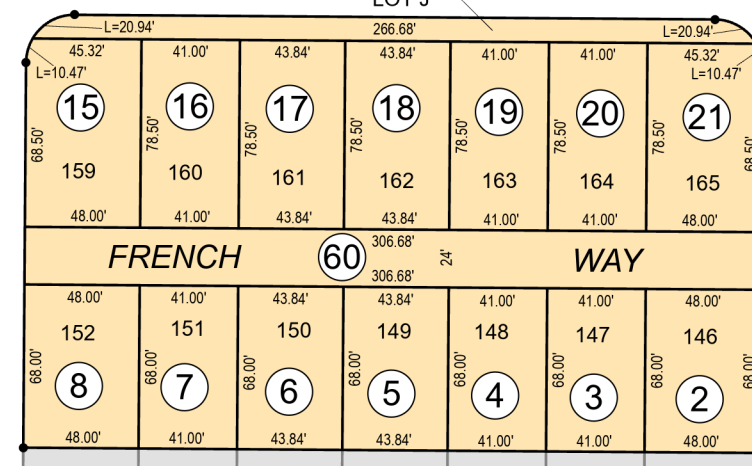 LOT J
L=20.94' 266.68' L=20.94'
45.32' 41.00' 43.84' 43.84' 41.00' 41.00' 45.32'
L=10.47' L=10.47'
15 16 17 18 19 20 21
68.50' 78.50' 78.50' 78.50' 78.50' 78.50' 78.50' 68.50'
159 160 161 162 163 164 165
48.00' 41.00' 43.84' 43.84' 41.00' 41.00' 48.00'
306.68'
FRENCH 60 24' WAY
306.68'
48.00' 41.00' 43.84' 43.84' 41.00' 41.00' 48.00'
152 151 150 149 148 147 146
68.00' 68.00' 68.00' 68.00' 68.00' 68.00' 68.00' 68.00'
8 7 6 5 4 3 2
48.00' 41.00' 43.84' 43.84' 41.00' 41.00' 48.00'